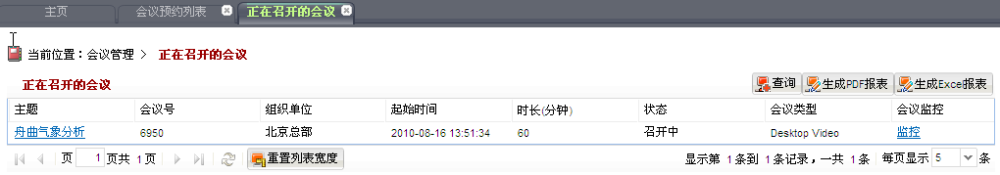 主页 会议预约列表 正在召开的会议
当前位置：会议管理 > 正在召开的会议
正在召开的会议 查询 生成PDF报表 生成Excel报表
主题 会议号 组织单位 起始时间 时长(分钟) 状态 会议类型 会议监控
舟曲气象分析 6950 北京总部 2010-08-16 13:51:34 60 召开中 Desktop Video 监控
页 1 页共 1 页 重置列表宽度 显示第 1 条到 1 条记录，一共 1 条 每页显示 5 条